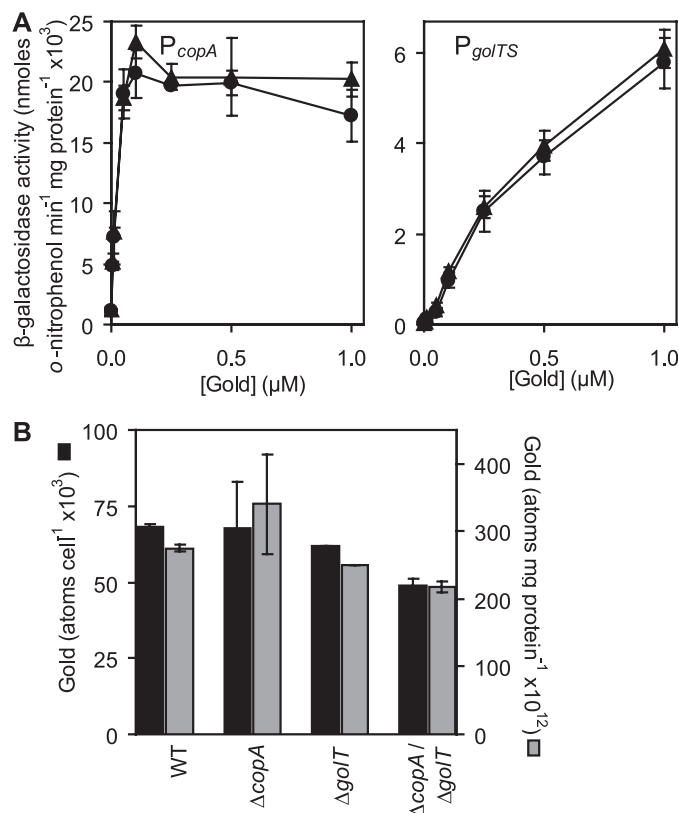 A
β-galactosidase activity (nmoles
o-nitrophenol min-1 mg protein-1 x103)
25
20
15
10
5
0
PcopA
0.0
0.5
1.0
[Gold] (µM)
PgolTS
6
4
2
0
0.0
0.5
1.0
[Gold] (µM)
B
Gold (atoms cell-1 x103)
100
75
50
25
0
400
300
200
100
0
Gold (atoms mg protein-1 x1012)
WT
ΔcopA
ΔgolT
ΔcopA /
ΔgolT